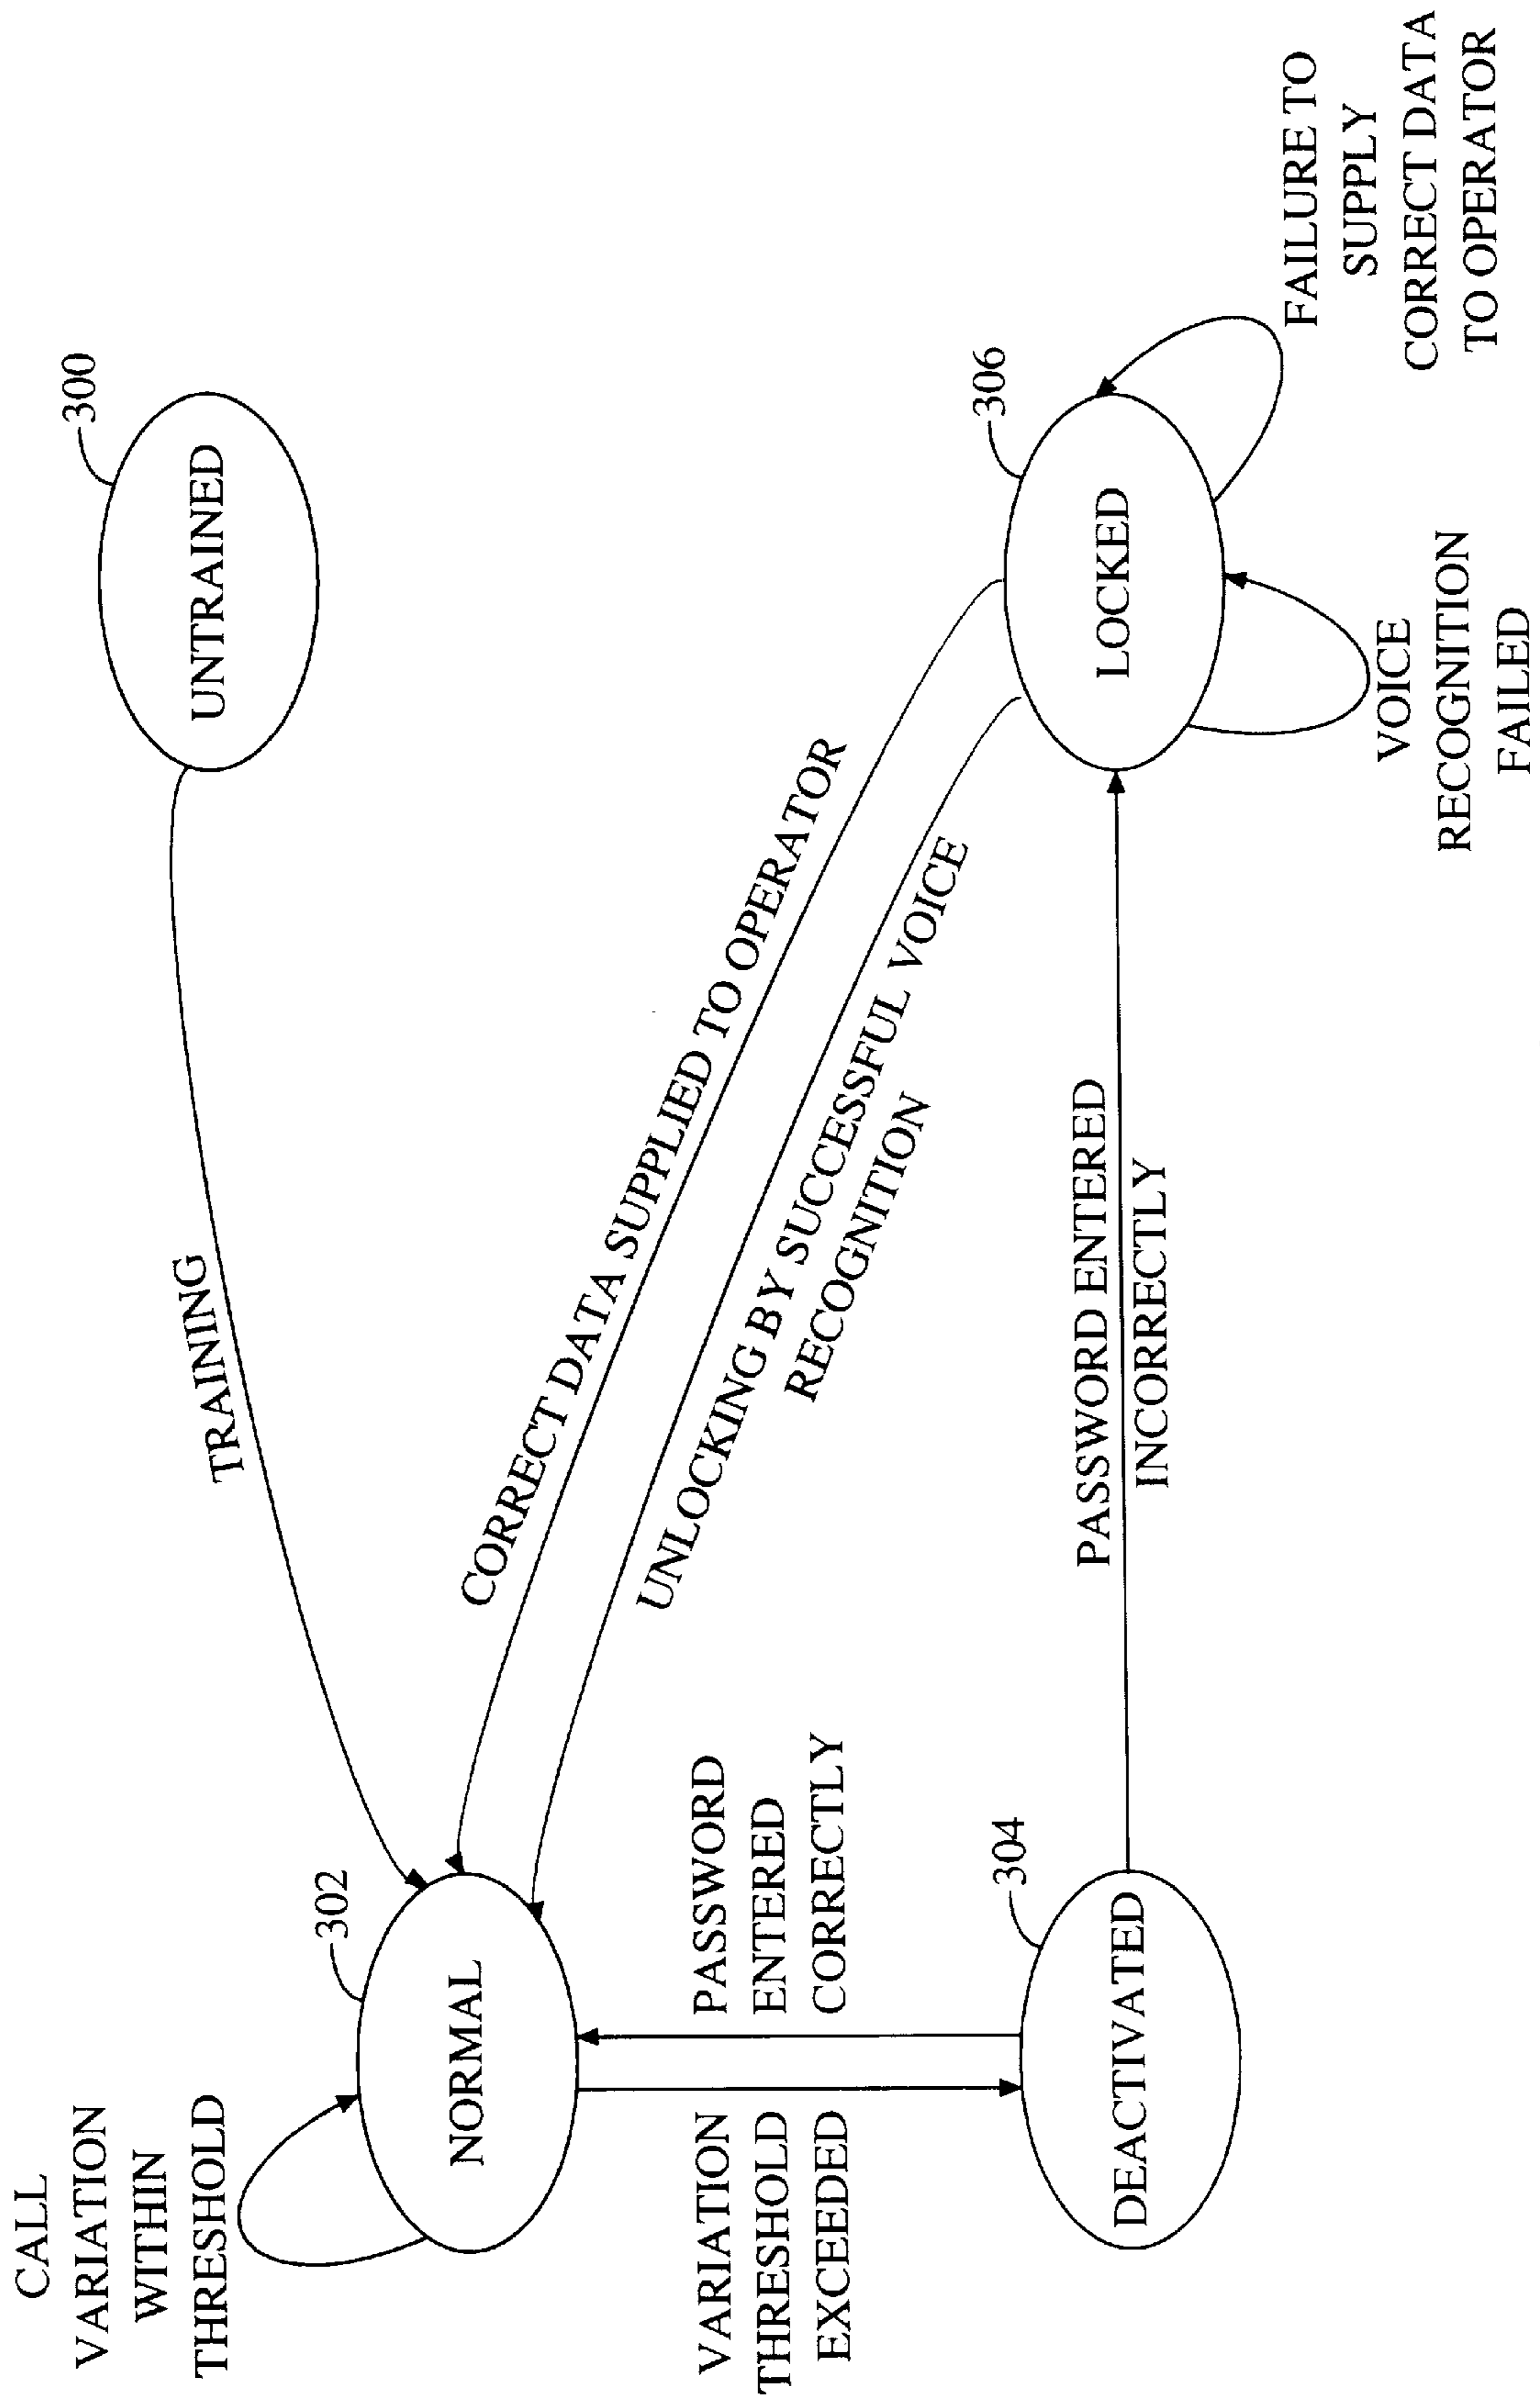 CALL
VARIATION
WITHIN
THRESHOLD
302
NORMAL
TRAINING
300
UNTRAINED
CORRECT DATA SUPPLIED TO OPERATOR
UNLOCKING BY SUCCESSFUL VOICE
RECOGNITION
VARIATION
THRESHOLD
EXCEEDED
PASSWORD
ENTERED
CORRECTLY
304
DEACTIVATED
PASSWORD ENTERED
INCORRECTLY
306
LOCKED
VOICE
RECOGNITION
FAILED
FAILURE TO
SUPPLY
CORRECT DATA
TO OPERATOR